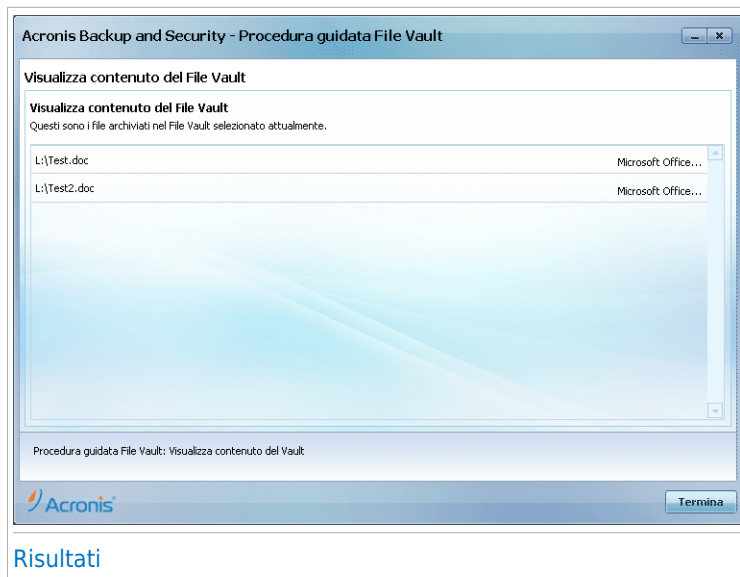 Acronis Backup and Security - Procedura guidata File Vault
Visualizza contenuto del File Vault
Visualizza contenuto del File Vault
Questi sono i file archiviati nel File Vault selezionato attualmente.
L:\Test.doc Microsoft Office...
L:\Test2.doc Microsoft Office...
Procedura guidata File Vault: Visualizza contenuto del Vault
Acronis
Termina
Risultati